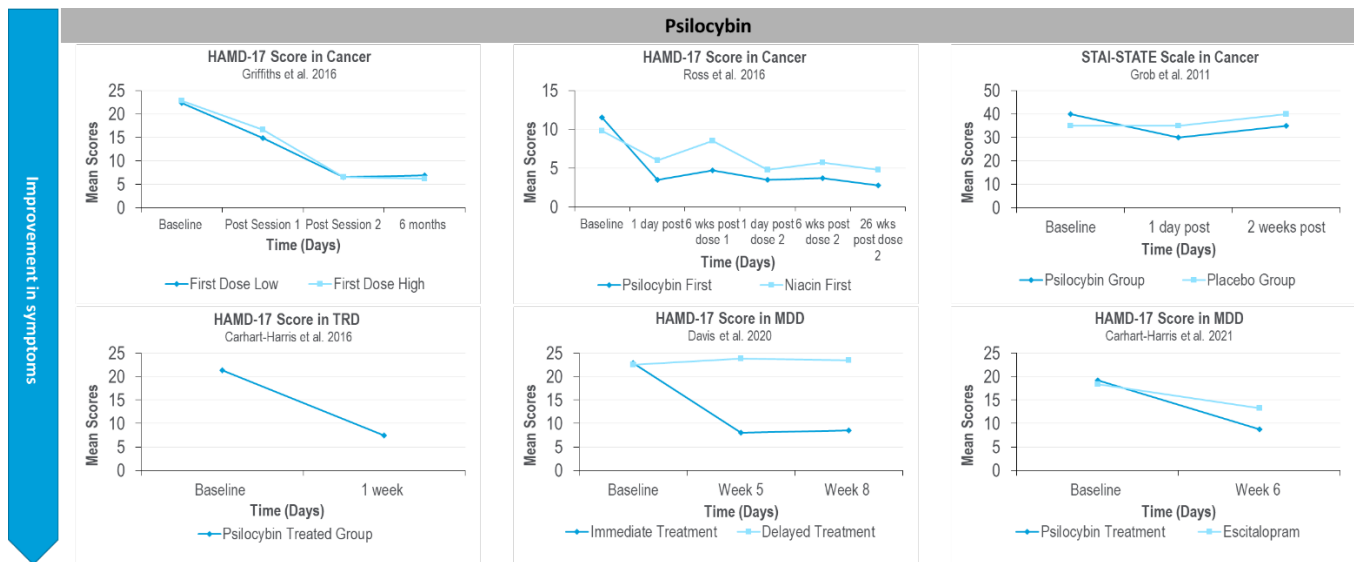 Psilocybin
Improvement in symptoms
HAMD-17 Score in Cancer
Griffiths et al. 2016
Mean Scores
25
20
15
10
5
0
Baseline Post Session 1 Post Session 2 6 months
Time (Days)
First Dose Low First Dose High
HAMD-17 Score in Cancer
Ross et al. 2016
Mean Scores
15
10
5
0
Baseline 1 day post 6 wks post 1 day post 6 wks post 26 wks
dose 1 dose 2 dose 2 post dose
2
Time (Days)
Psilocybin First Niacin First
STAI-STATE Scale in Cancer
Grob et al. 2011
Mean Scores
50
40
30
20
10
0
Baseline 1 day post 2 weeks post
Time (Days)
Psilocybin Group Placebo Group
HAMD-17 Score in TRD
Carhart-Harris et al. 2016
Mean Scores
25
20
15
10
5
0
Baseline 1 week
Time (Days)
Psilocybin Treated Group
HAMD-17 Score in MDD
Davis et al. 2020
Mean Scores
25
20
15
10
5
0
Baseline Week 5 Week 8
Time (Days)
Immediate Treatment Delayed Treatment
HAMD-17 Score in MDD
Carhart-Harris et al. 2021
Mean Scores
25
20
15
10
5
0
Baseline Week 6
Time (Days)
Psilocybin Treatment Escitalopram